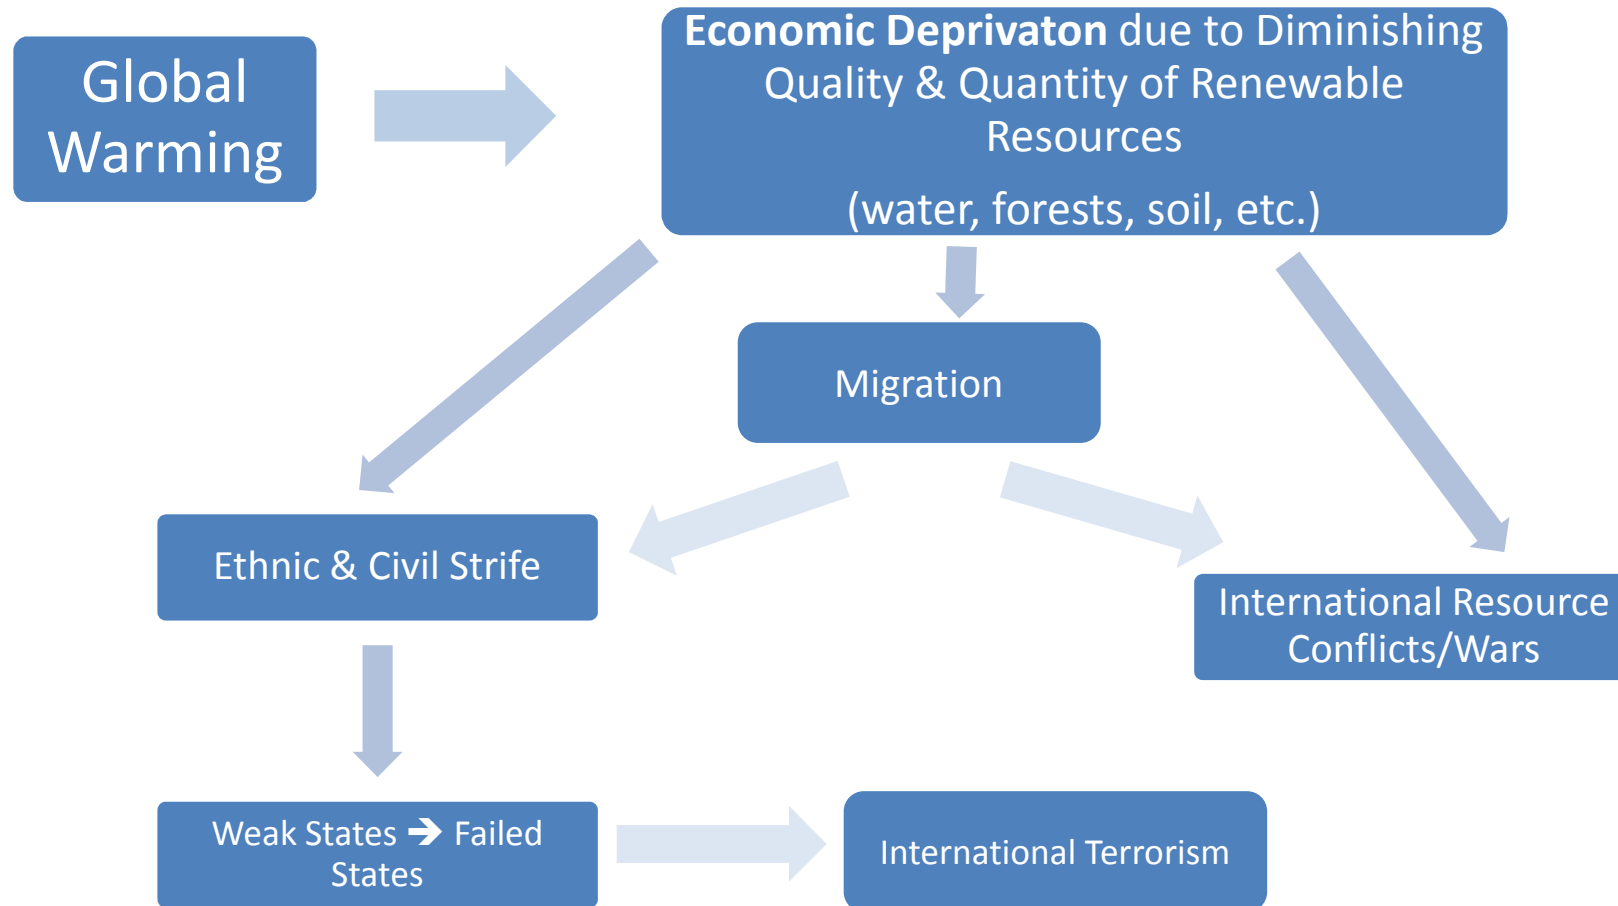 Global
Warming
Economic Deprivaton due to Diminishing
Quality & Quantity of Renewable
Resources
(water, forests, soil, etc.)
Migration
Ethnic & Civil Strife
International Resource
Conflicts/Wars
Weak States ➔ Failed
States
International Terrorism